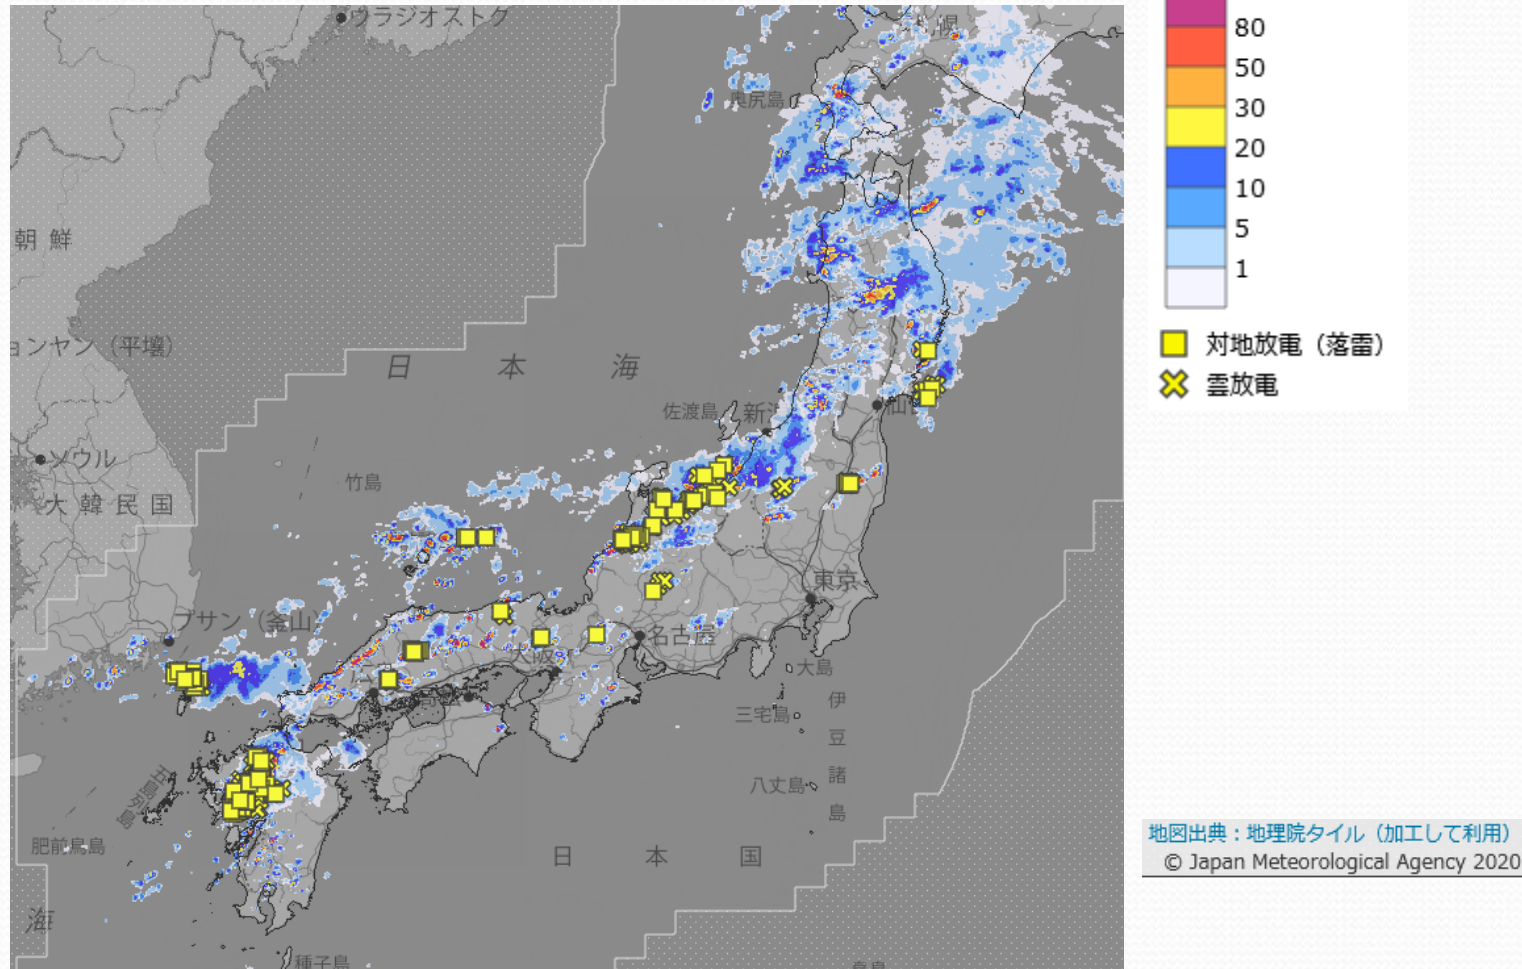 ウラジオストク
幌
奥尻島
朝鮮
ョンヤン（平壌）
日本海
佐渡島
新潟
仙
ソウル
竹島
大韓民国
東京
プサン（釜山）
名古屋
大阪
大島
三宅島
伊豆諸島
八丈島
五島列島
肥前鳥島
日本国
海
種子島
80
50
30
20
10
5
1
対地放電（落雷）
雲放電
地図出典：地理院タイル（加工して利用）
© Japan Meteorological Agency 2020